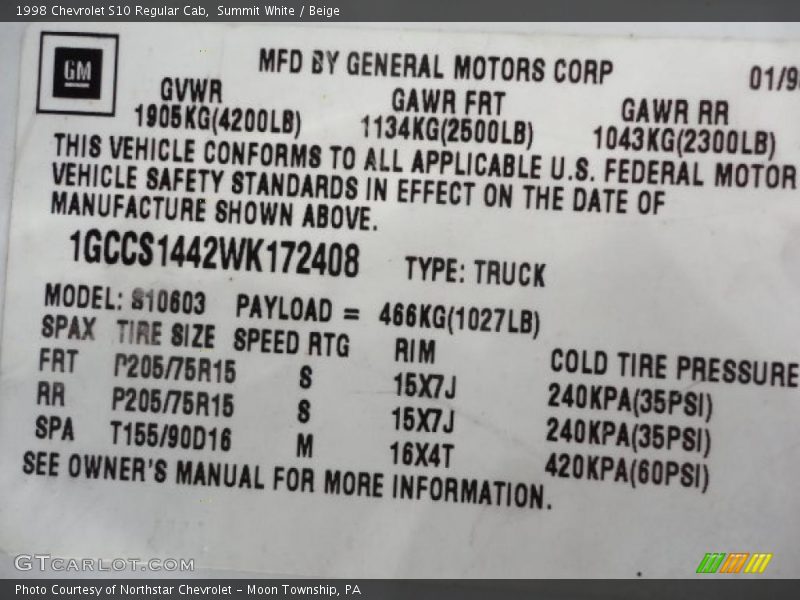 1998 Chevrolet S10 Regular Cab, Summit White / Beige
GM
MFD BY GENERAL MOTORS CORP
01/9
GVWR GAWR FRT GAWR RR
1905KG(4200LB) 1134KG(2500LB) 1043KG(2300LB)
THIS VEHICLE CONFORMS TO ALL APPLICABLE U.S. FEDERAL MOTOR
VEHICLE SAFETY STANDARDS IN EFFECT ON THE DATE OF
MANUFACTURE SHOWN ABOVE.
1GCCS1442WK172408 TYPE: TRUCK
MODEL: S10603 PAYLOAD = 466KG(1027LB)
SPAX TIRE SIZE SPEED RTG RIM COLD TIRE PRESSURE
FRT P205/75R15 S 15X7J 240KPA(35PSI)
RR P205/75R15 S 15X7J 240KPA(35PSI)
SPA T155/90D16 M 16X4T 420KPA(60PSI)
SEE OWNER'S MANUAL FOR MORE INFORMATION.
GTCARLOT.COM
Photo Courtesy of Northstar Chevrolet - Moon Township, PA